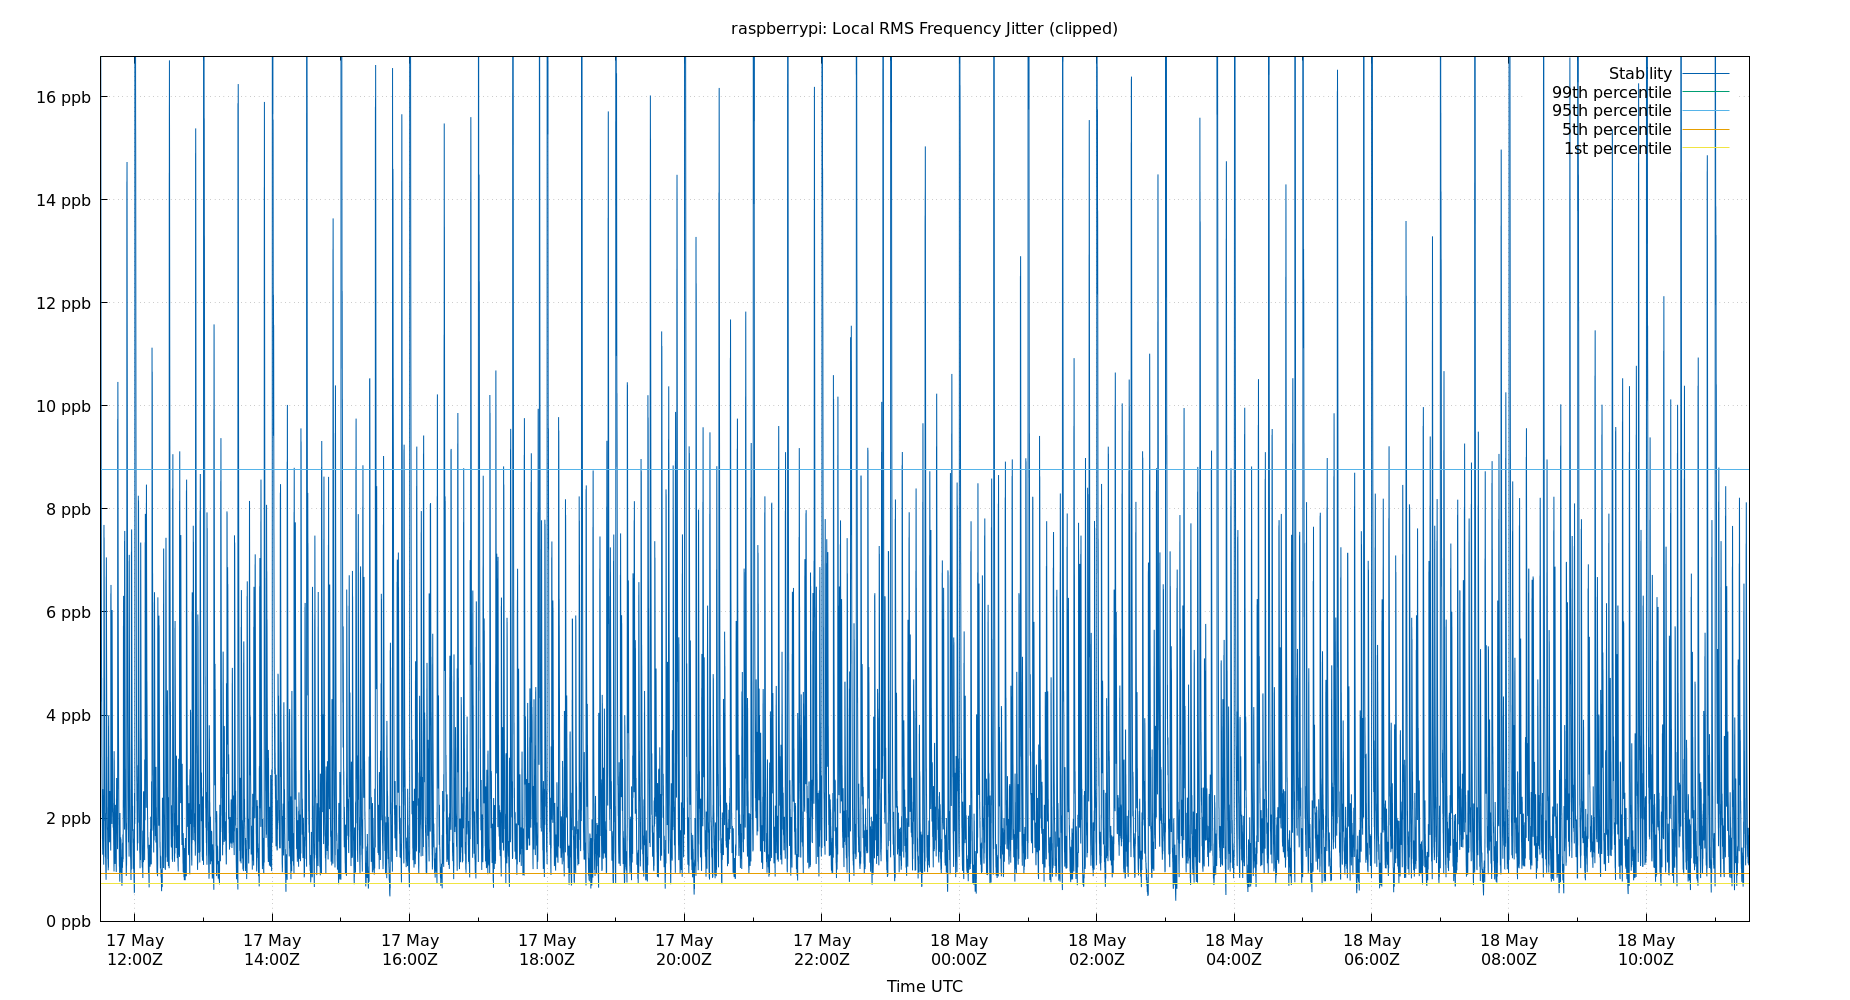 raspberrypi: Local RMS Frequency Jitter (clipped)
Stability
99th percentile
95th percentile
5th percentile
1st percentile
16 ppb
14 ppb
12 ppb
10 ppb
8 ppb
6 ppb
4 ppb
2 ppb
0 ppb
17 May 17 May 17 May 17 May 17 May 17 May 18 May 18 May 18 May 18 May 18 May 18 May
12:00Z 14:00Z 16:00Z 18:00Z 20:00Z 22:00Z 00:00Z 02:00Z 04:00Z 06:00Z 08:00Z 10:00Z
Time UTC